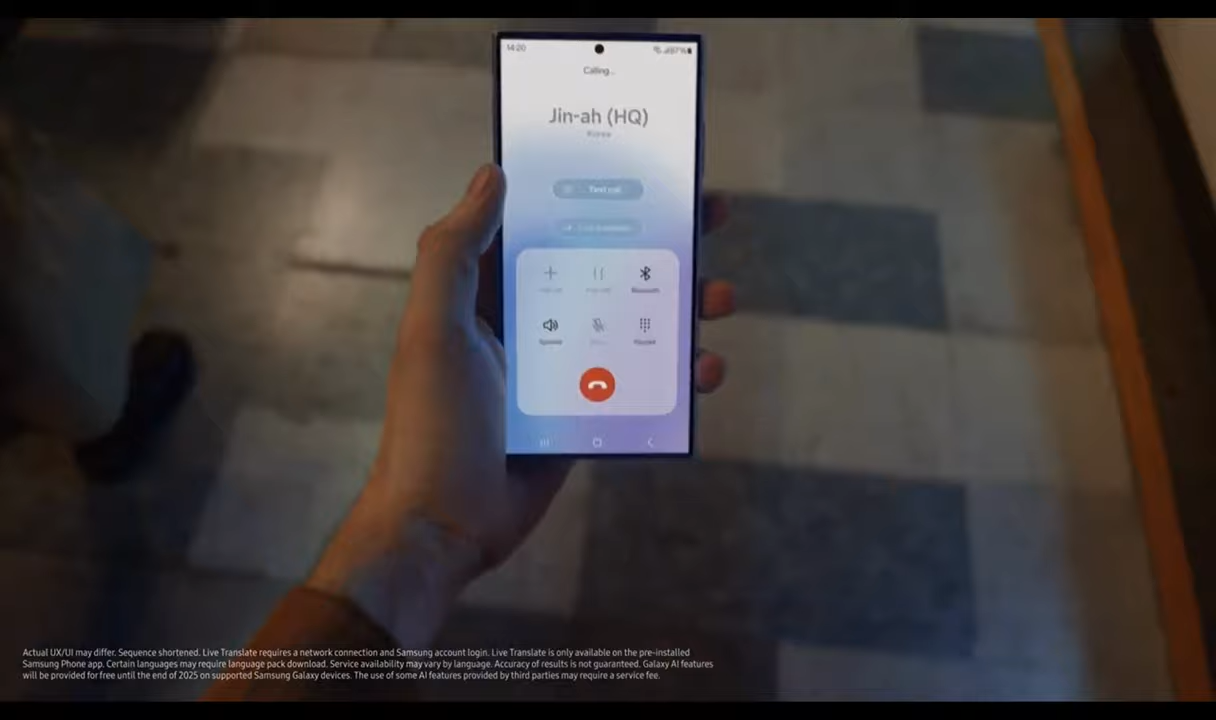 14:20
Calling...
Jin-ah (HQ)
Korea
Text call
Bluetooth
Speaker
Keypad
Actual UX/UI may differ. Sequence shortened. Live Translate requires a network connection and Samsung account login. Live Translate is only available on the pre-installed
Samsung Phone app. Certain languages may require language pack download. Service availability may vary by language. Accuracy of results is not guaranteed. Galaxy AI features
will be provided for free until the end of 2025 on supported Samsung Galaxy devices. The use of some AI features provided by third parties may require a service fee.